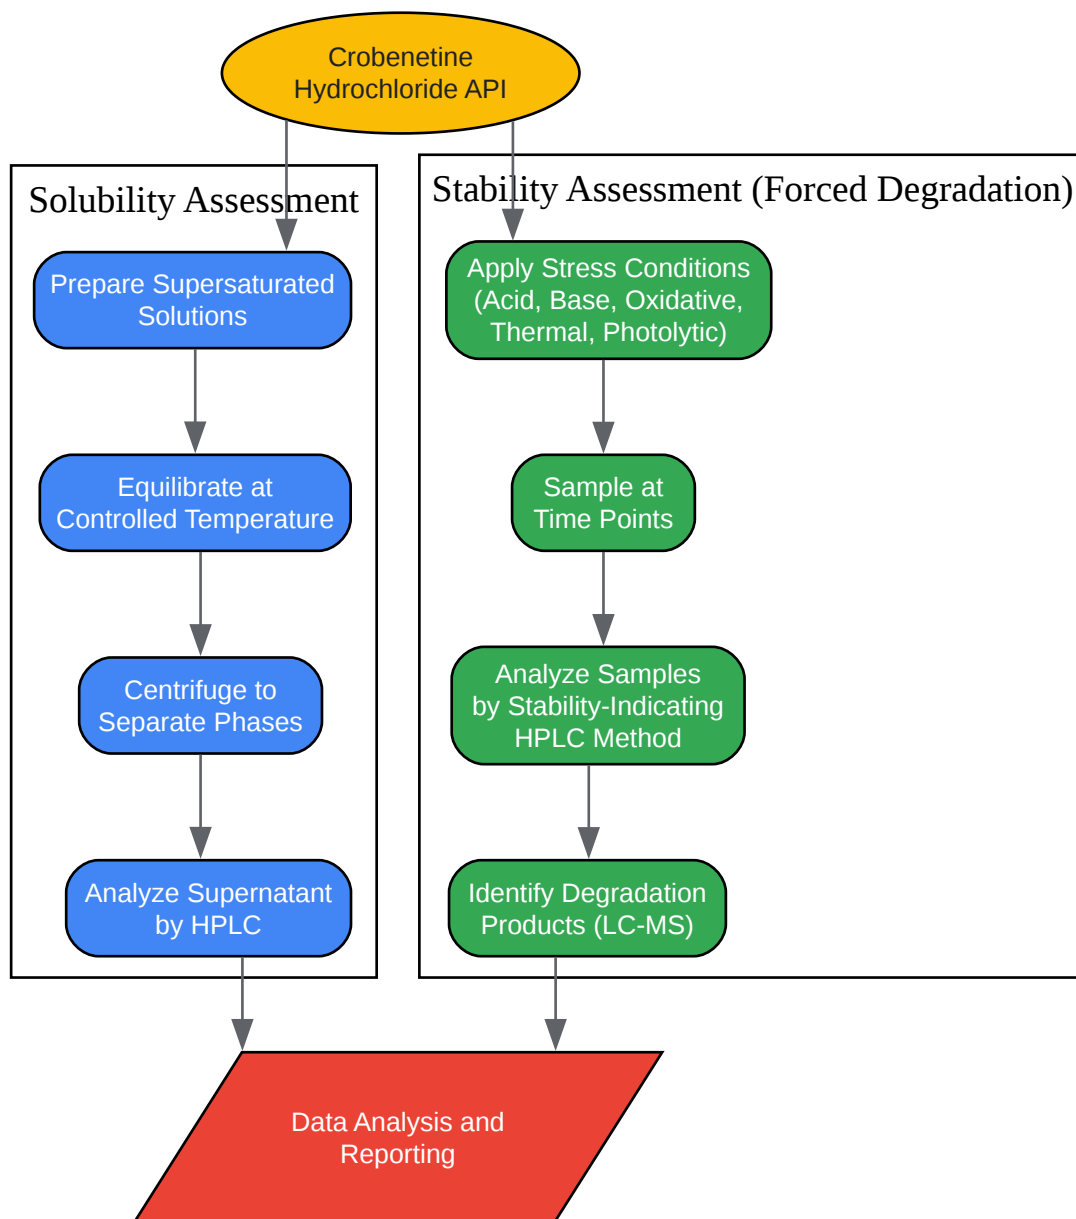 Crobenetine
Hydrochloride API
Solubility Assessment
Prepare Supersaturated
Solutions
Equilibrate at
Controlled Temperature
Centrifuge to
Separate Phases
Analyze Supernatant
by HPLC
Stability Assessment (Forced Degradation)
Apply Stress Conditions
(Acid, Base, Oxidative,
Thermal, Photolytic)
Sample at
Time Points
Analyze Samples
by Stability-Indicating
HPLC Method
Identify Degradation
Products (LC-MS)
Data Analysis and
Reporting